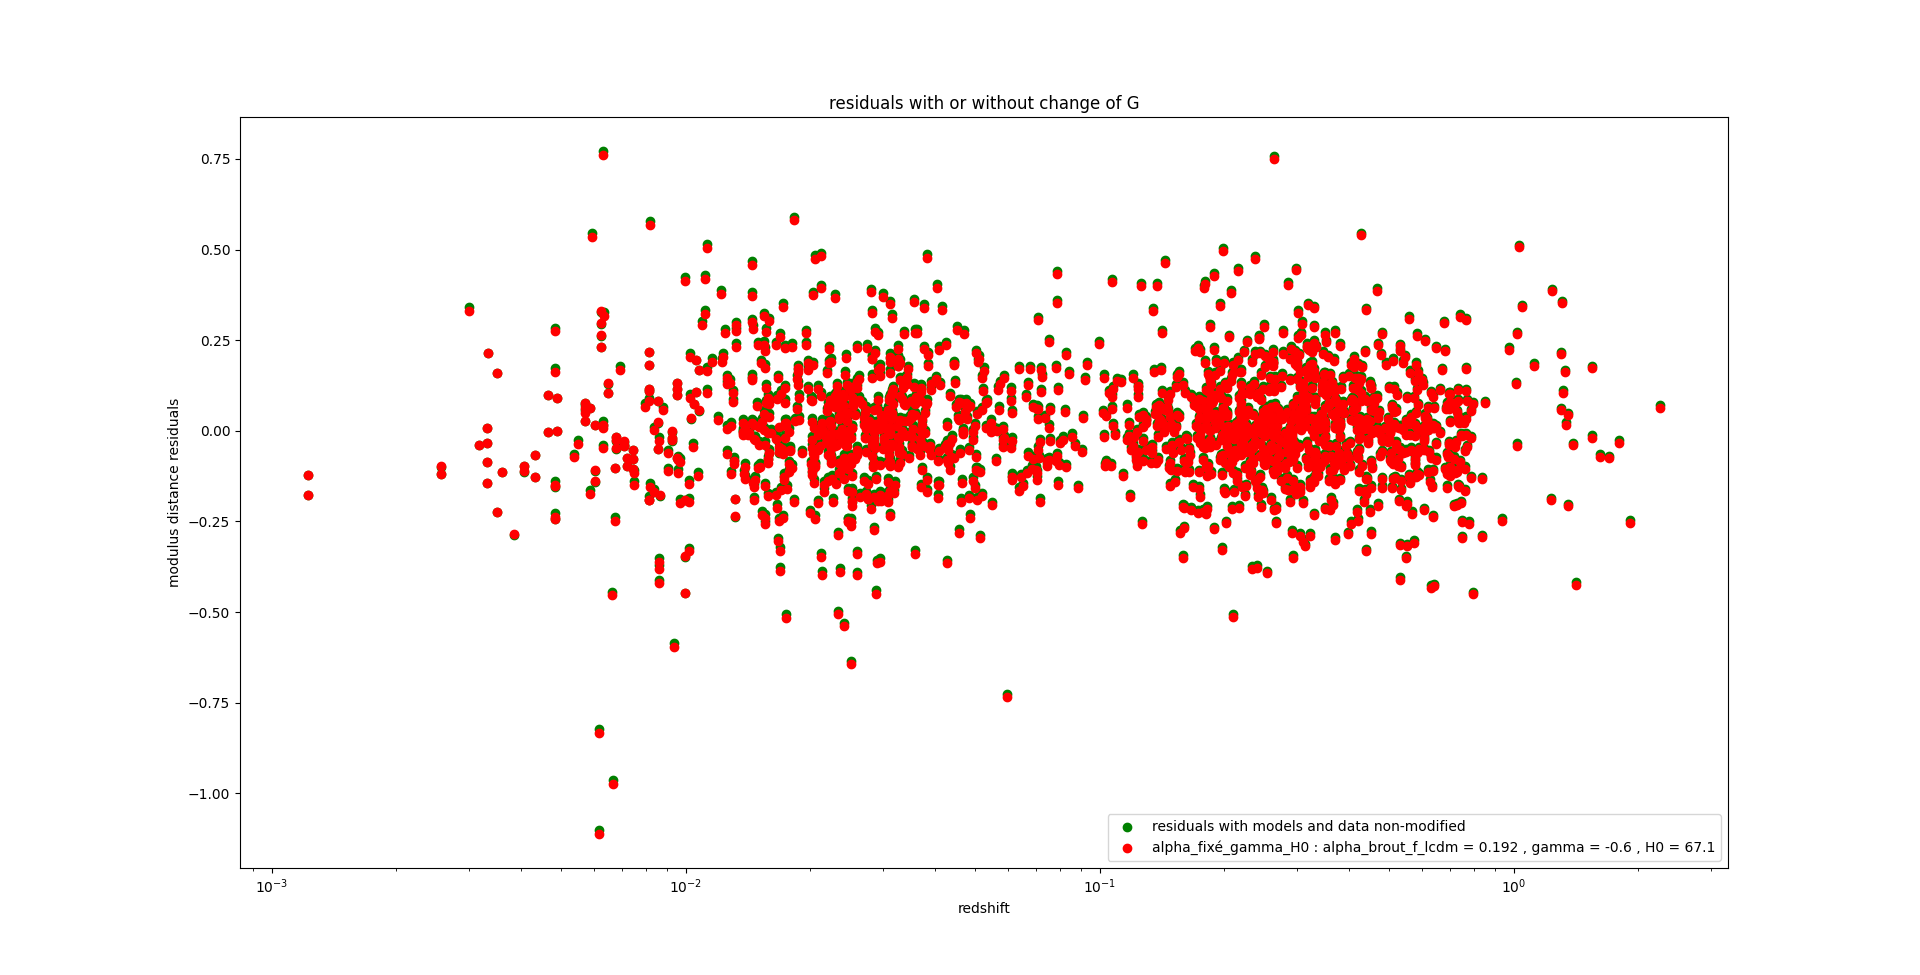 residuals with or without change of G
modulus distance residuals
0.75
0.50
0.25
0.00
−0.25
−0.50
−0.75
−1.00
10⁻³
10⁻²
10⁻¹
10⁰
redshift
residuals with models and data non-modified
alpha_fixé_gamma_H0 : alpha_brout_f_lcdm = 0.192 , gamma = -0.6 , H0 = 67.1